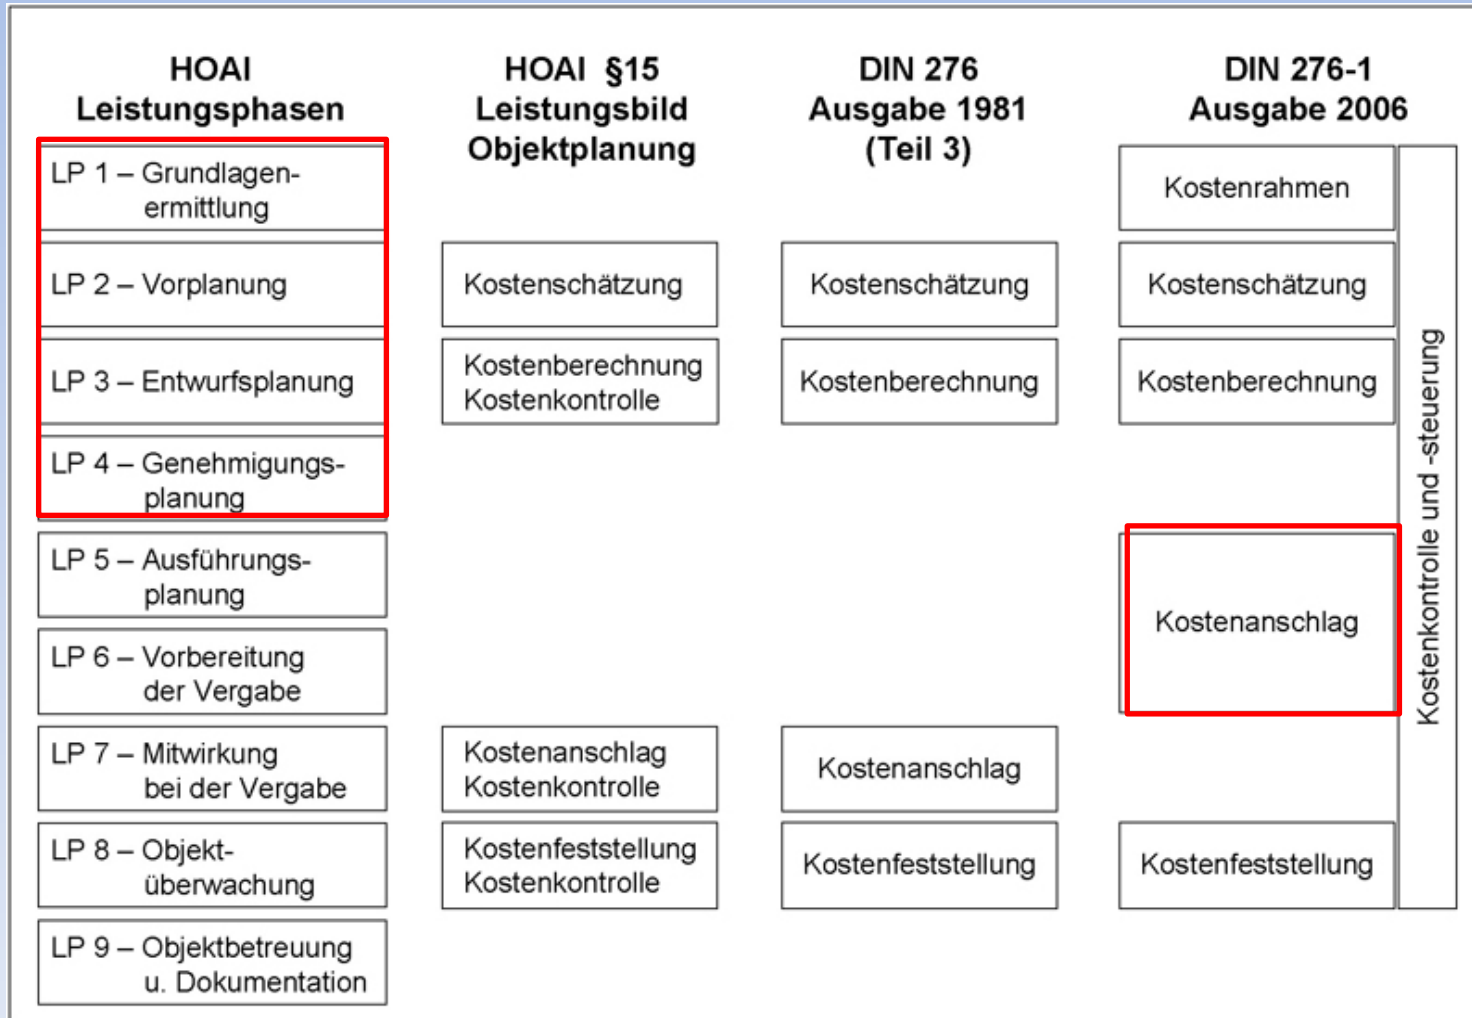 HOAI
Leistungsphasen
HOAI §15
Leistungsbild
Objektplanung
DIN 276
Ausgabe 1981
(Teil 3)
DIN 276-1
Ausgabe 2006
LP 1 – Grundlagen-
ermittlung
Kostenrahmen
LP 2 – Vorplanung
Kostenschätzung
Kostenschätzung
Kostenschätzung
LP 3 – Entwurfsplanung
Kostenberechnung
Kostenkontrolle
Kostenberechnung
Kostenberechnung
LP 4 – Genehmigungs-
planung
LP 5 – Ausführungs-
planung
Kostenanschlag
LP 6 – Vorbereitung
der Vergabe
LP 7 – Mitwirkung
bei der Vergabe
Kostenanschlag
Kostenkontrolle
Kostenanschlag
LP 8 – Objekt-
überwachung
Kostenfeststellung
Kostenkontrolle
Kostenfeststellung
Kostenfeststellung
LP 9 – Objektbetreuung
u. Dokumentation
Kostenkontrolle und -steuerung